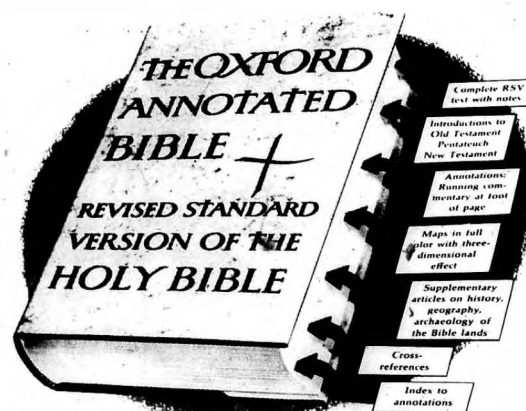 THE OXFORD
ANNOTATED
BIBLE
REVISED STANDARD
VERSION OF THE
HOLY BIBLE
Complete RSV
text with notes
Introductions to
Old Testament
Pentateuch
New Testament
Annotations:
Running com-
mentary at foot
of page
Maps in full
color with three-
dimensional
effect
Supplementary
articles on history,
geography,
archaeology of
the Bible lands
Cross-
references
Index to
annotations